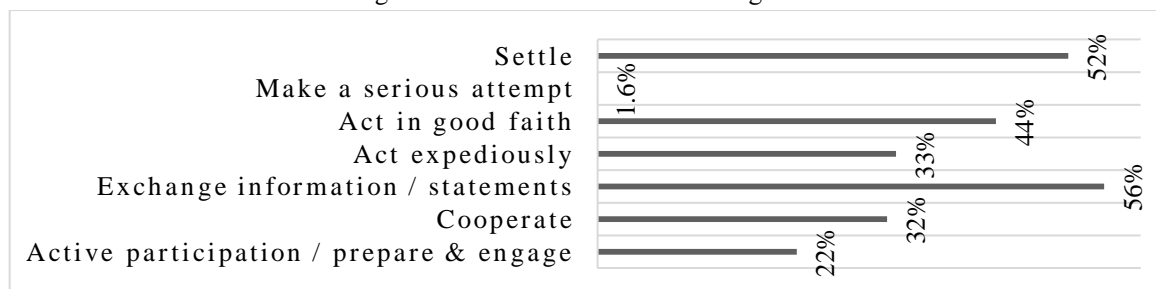 Settle 52%
Make a serious attempt 1.6%
Act in good faith 44%
Act expediously 33%
Exchange information / statements 56%
Cooperate 32%
Active participation / prepare & engage 22%